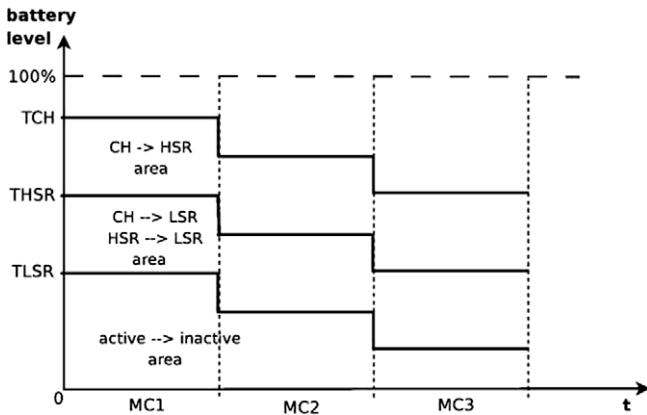 battery
level
100%
TCH
CH -> HSR
area
THSR
CH --> LSR
HSR --> LSR
area
TLSR
active --> inactive
area
0
MC1
MC2
MC3
t